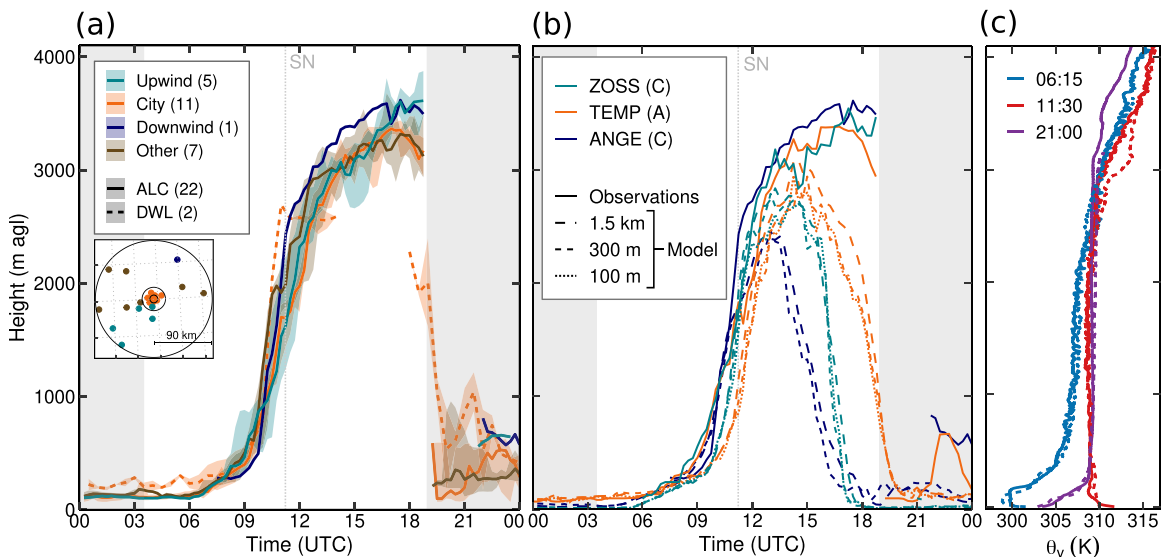 (a)
Height (m agl)
4100
3000
2000
1000
0
SN
Upwind (5)
City (11)
Downwind (1)
Other (7)
ALC (22)
DWL (2)
90 km
00
03
06
09
12
15
18
21
00
Time (UTC)
(b)
SN
ZOSS (C)
TEMP (A)
ANGE (C)
Observations
1.5 km
300 m
Model
100 m
00
03
06
09
12
15
18
21
00
Time (UTC)
(c)
06:15
11:30
21:00
300
305
310
315
θv (K)